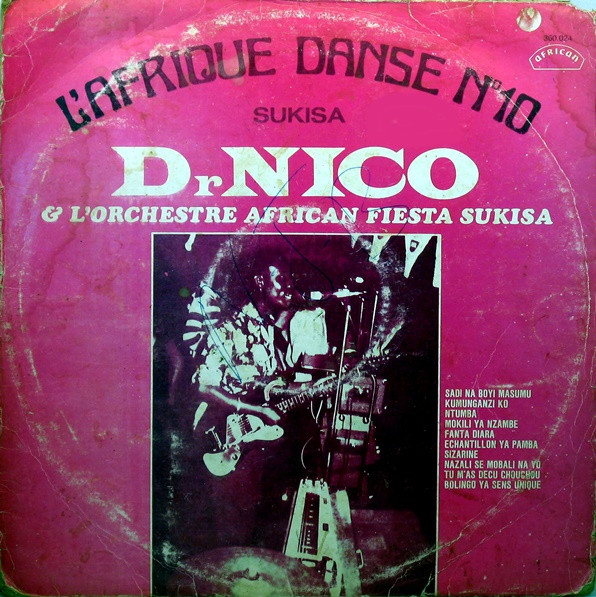 360.024
AFRICAN
L'AFRIQUE DANSE N°10
SUKISA
Dr NICO
& L'ORCHESTRE AFRICAN FIESTA SUKISA
SADI NA BOYI MASUMU
KUMUNGANZI KO
NTUMBA
MOKILI YA NZAMBE
FANTA DIARA
ECHANTILLON YA PAMBA
SIZARINE
NAZALI SE MOBALI NA YO
TU M'AS DECU CHOUCHOU
BOLINGO YA SENS UNIQUE